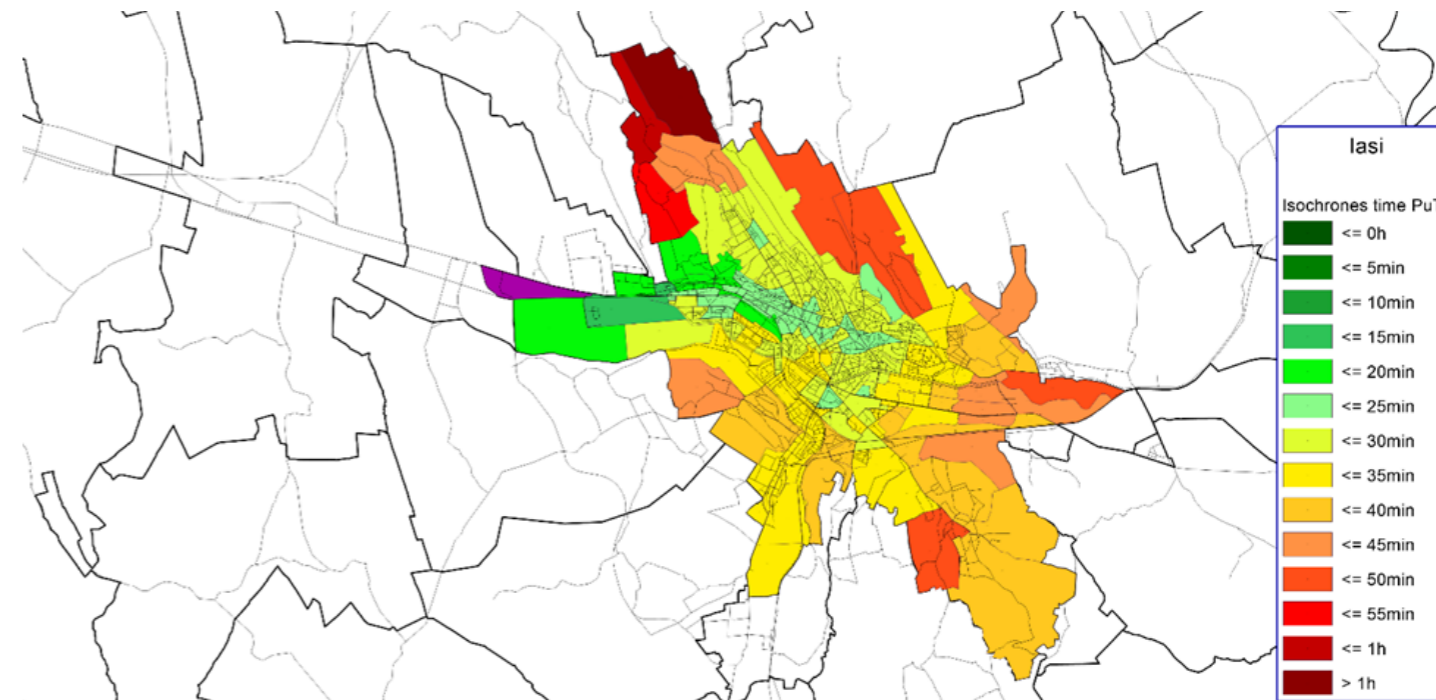 Iasi
Isochrones time PuT
<= 0h
<= 5min
<= 10min
<= 15min
<= 20min
<= 25min
<= 30min
<= 35min
<= 40min
<= 45min
<= 50min
<= 55min
<= 1h
> 1h